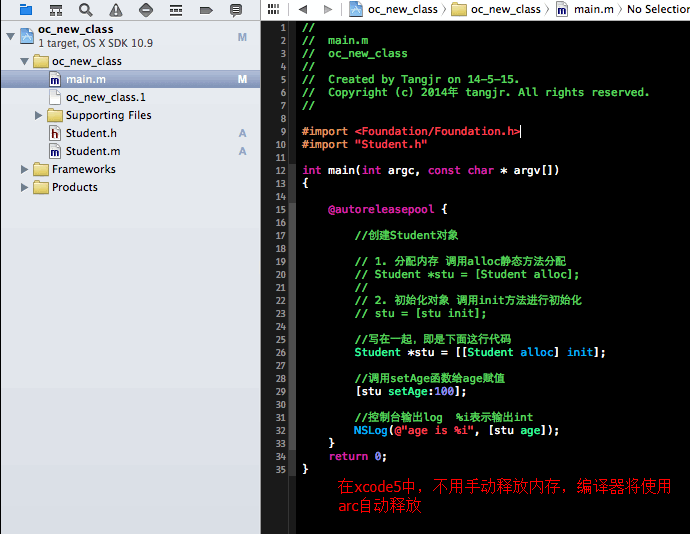 oc_new_class
1 target, OS X SDK 10.9
M
oc_new_class
main.m
M
oc_new_class.1
Supporting Files
Student.h
A
Student.m
A
Frameworks
Products
oc_new_class
oc_new_class
main.m
No Selection
1 //
2 //  main.m
3 //  oc_new_class
4 //
5 //  Created by Tangjr on 14-5-15.
6 //  Copyright (c) 2014年 tangjr. All rights reserved.
7 //
8
9 #import <Foundation/Foundation.h>
10 #import "Student.h"
11
12 int main(int argc, const char * argv[])
13 {
14
15     @autoreleasepool {
16
17         //创建Student对象
18
19         // 1. 分配内存 调用alloc静态方法分配
20         // Student *stu = [Student alloc];
21         //
22         // 2. 初始化对象 调用init方法进行初始化
23         // stu = [stu init];
24
25         //写在一起，即是下面这行代码
26         Student *stu = [[Student alloc] init];
27
28         //调用setAge函数给age赋值
29         [stu setAge:100];
30
31         //控制台输出log  %i表示输出int
32         NSLog(@"age is %i", [stu age]);
33     }
34     return 0;
35 }
在xcode5中，不用手动释放内存，编译器将使用
arc自动释放